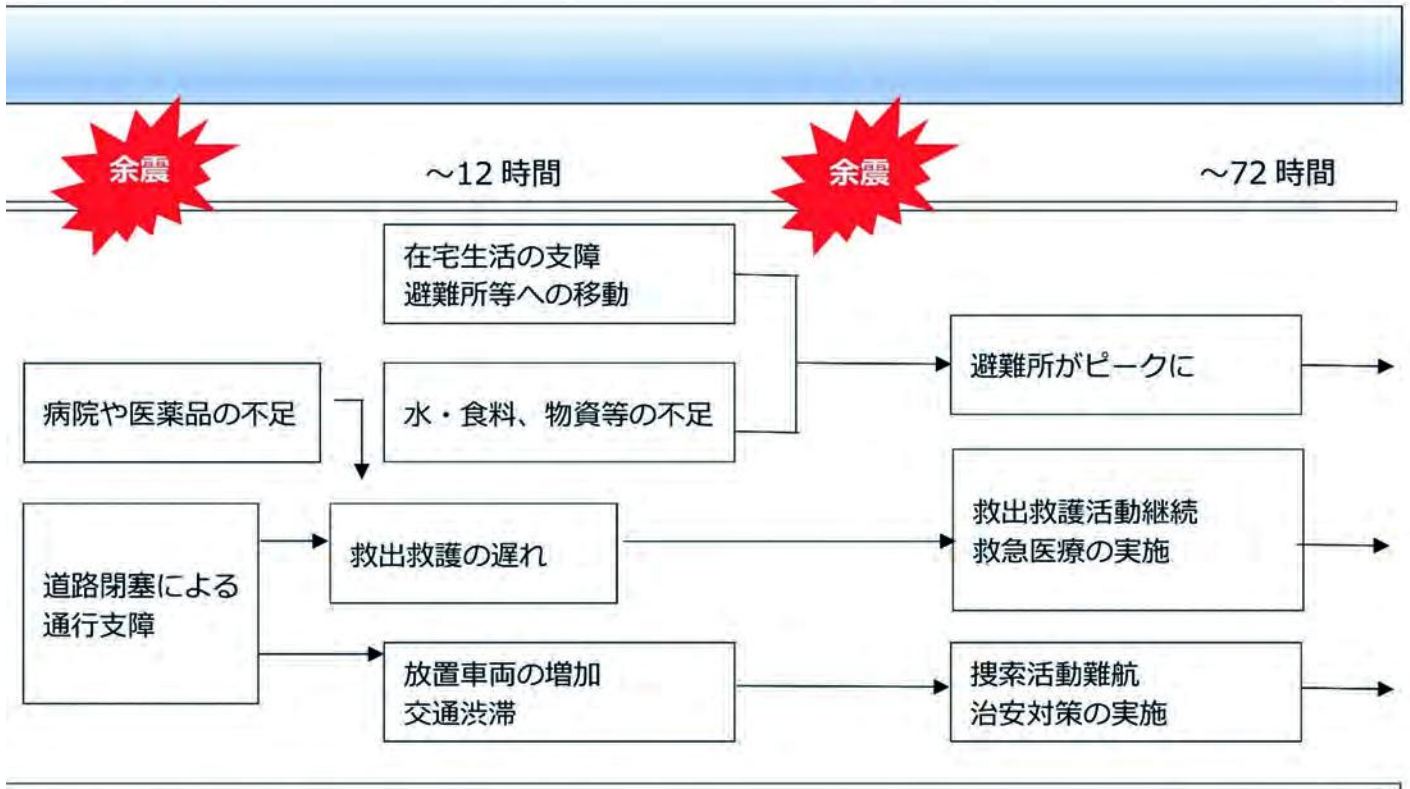 余震
～12 時間
余震
～72 時間
在宅生活の支障
避難所等への移動
避難所がピークに
病院や医薬品の不足
水・食料、物資等の不足
救出救護活動継続
救急医療の実施
救出救護の遅れ
道路閉塞による
通行支障
放置車両の増加
交通渋滞
捜索活動難航
治安対策の実施